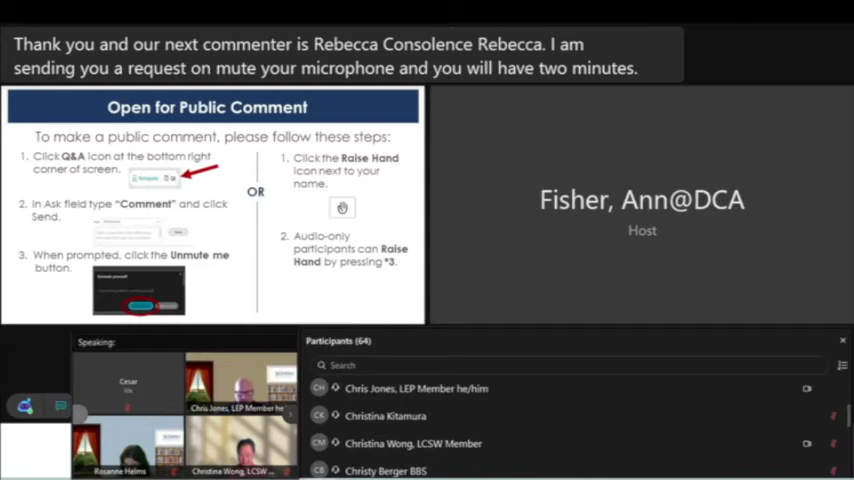 Thank you and our next commenter is Rebecca Consolence Rebecca. I am
sending you a request on mute your microphone and you will have two minutes.
Open for Public Comment
To make a public comment, please follow these steps:
1. Click Q&A icon at the bottom right
corner of screen.
2. In Ask field type "Comment" and click
Send.
3. When prompted, click the Unmute me
button.
OR
1. Click the Raise Hand
icon next to your
name.
2. Audio-only
participants can Raise
Hand by pressing *3.
Fisher, Ann@DCA
Host
Speaking:
Cesar
Chris Jones, LEP Member he
Rosanne Helms
Christina Wong, LCSW...
Participants (64)
Search
CH Chris Jones, LEP Member he/him
CK Christina Kitamura
CM Christina Wong, LCSW Member
CB Christy Berger BBS